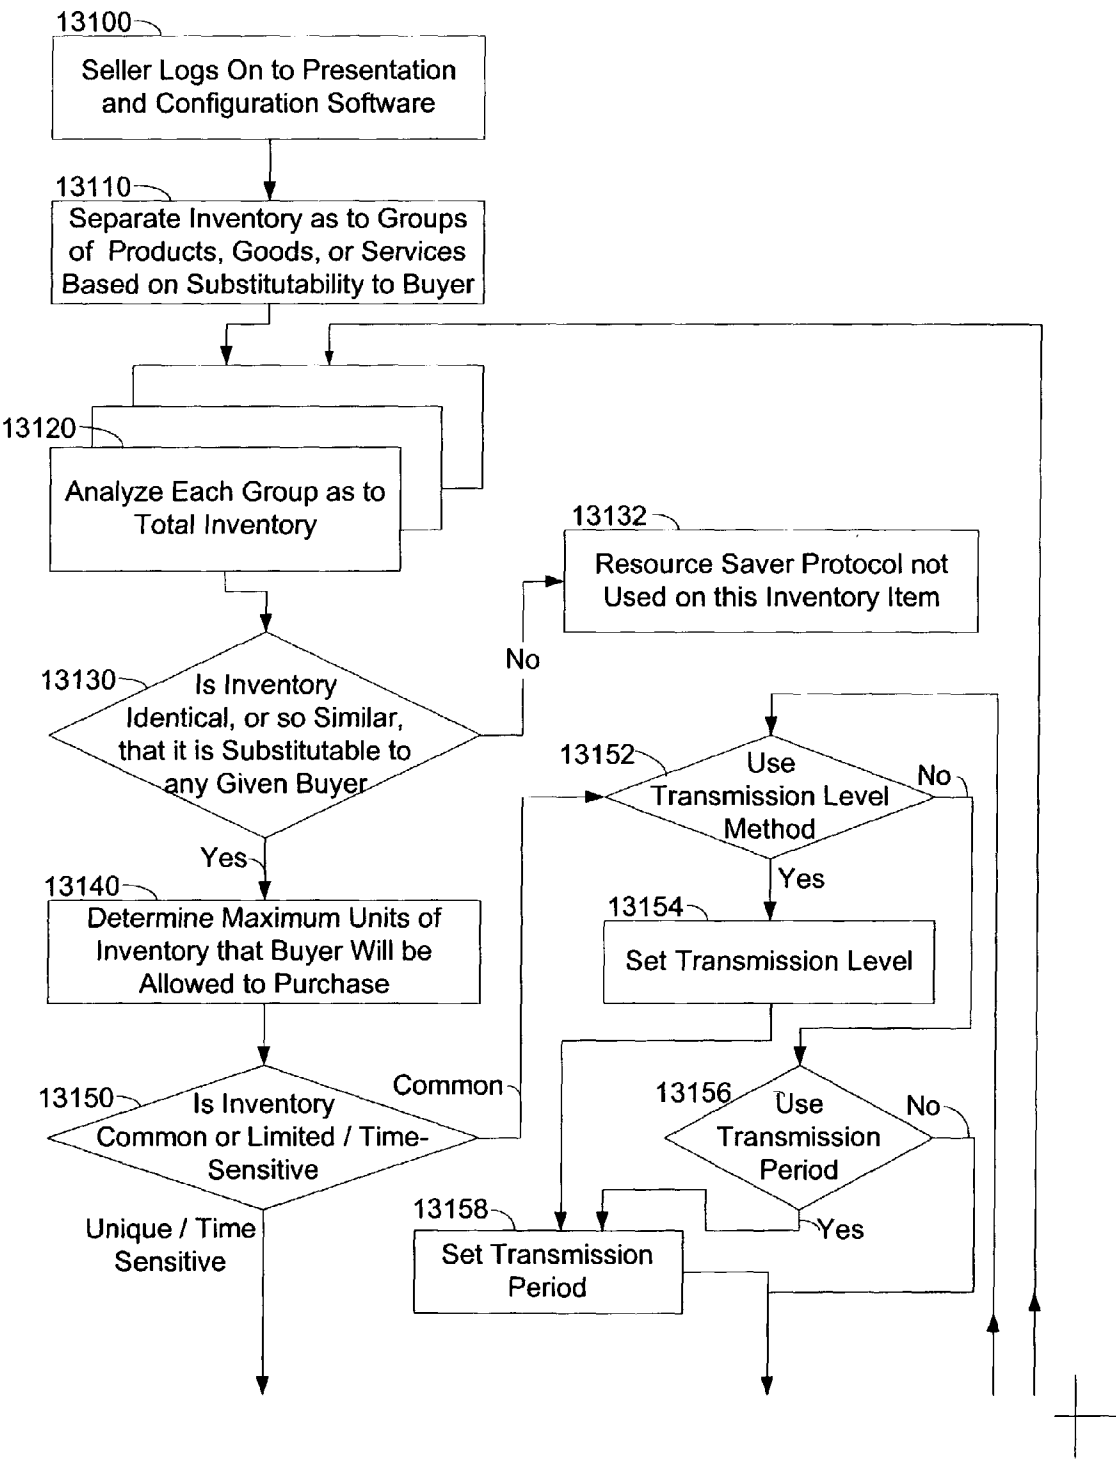 13100
Seller Logs On to Presentation
and Configuration Software
13110
Separate Inventory as to Groups
of Products, Goods, or Services
Based on Substitutability to Buyer
13120
Analyze Each Group as to
Total Inventory
13132
Resource Saver Protocol not
Used on this Inventory Item
No
13130
Is Inventory
Identical, or so Similar,
that it is Substitutable to
any Given Buyer
Yes
13152
Use
Transmission Level
Method
No
Yes
13140
Determine Maximum Units of
Inventory that Buyer Will be
Allowed to Purchase
13154
Set Transmission Level
13150
Is Inventory
Common or Limited / Time-
Sensitive
Common
Unique / Time
Sensitive
13156
Use
Transmission
Period
No
Yes
13158
Set Transmission
Period